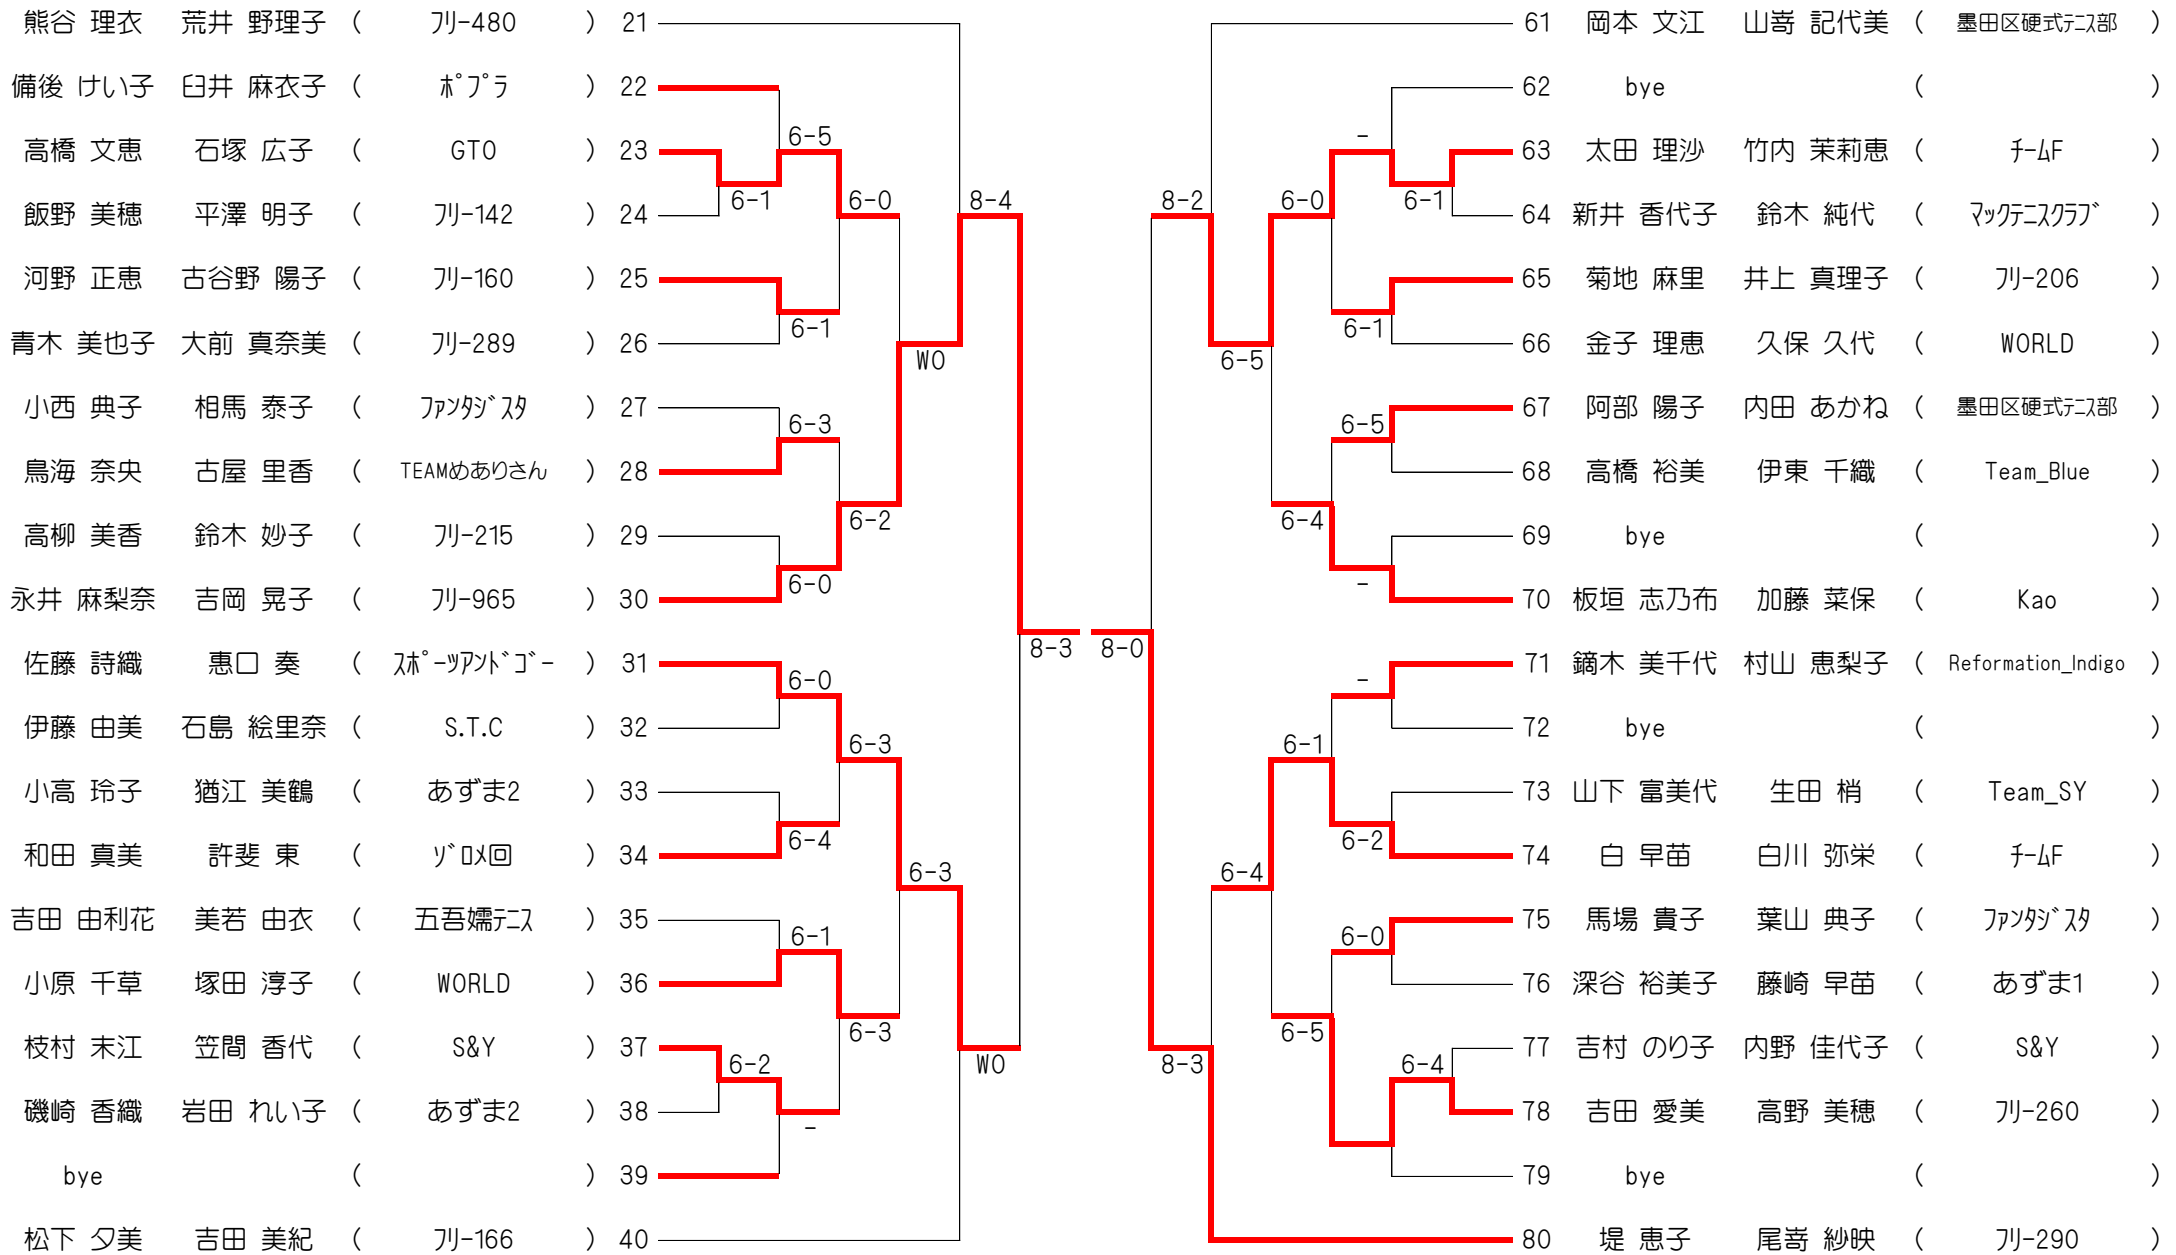 熊谷 理衣 荒井 野理子 ( フリー480 ) 21
備後 けい子 臼井 麻衣子 ( ポプラ ) 22
高橋 文恵 石塚 広子 ( GTO ) 23
飯野 美穂 平澤 明子 ( フリー142 ) 24
河野 正恵 古谷野 陽子 ( フリー160 ) 25
青木 美也子 大前 真奈美 ( フリー289 ) 26
小西 典子 相馬 泰子 ( ファンタジスタ ) 27
鳥海 奈央 古屋 里香 ( TEAMめありさん ) 28
高柳 美香 鈴木 妙子 ( フリー215 ) 29
永井 麻梨奈 吉岡 晃子 ( フリー965 ) 30
佐藤 詩織 惠口 奏 ( スポーツアンドゴー ) 31
伊藤 由美 石島 絵里奈 ( S.T.C ) 32
小高 玲子 猶江 美鶴 ( あずま2 ) 33
和田 真美 許斐 東 ( ゾロメ回 ) 34
吉田 由利花 美若 由衣 ( 五吾嬬テニス ) 35
小原 千草 塚田 淳子 ( WORLD ) 36
枝村 末江 笠間 香代 ( S&Y ) 37
磯崎 香織 岩田 れい子 ( あずま2 ) 38
bye ( ) 39
松下 夕美 吉田 美紀 ( フリー166 ) 40
6-5
6-1
6-0
8-4
6-1
WO
6-3
6-2
6-0
8-3
6-0
6-3
6-4
6-3
6-1
6-3
6-2
WO
-
61 岡本 文江 山嵜 記代美 ( 墨田区硬式テニス部 )
62 bye ( )
63 太田 理沙 竹内 茉莉恵 ( チームF )
64 新井 香代子 鈴木 純代 ( マックテニスクラブ )
65 菊地 麻里 井上 真理子 ( フリー206 )
66 金子 理恵 久保 久代 ( WORLD )
67 阿部 陽子 内田 あかね ( 墨田区硬式テニス部 )
68 高橋 裕美 伊東 千織 ( Team_Blue )
69 bye ( )
70 板垣 志乃布 加藤 菜保 ( Kao )
71 鏑木 美千代 村山 恵梨子 ( Reformation_Indigo )
72 bye ( )
73 山下 富美代 生田 梢 ( Team_SY )
74 白 早苗 白川 弥栄 ( チームF )
75 馬場 貴子 葉山 典子 ( ファンタジスタ )
76 深谷 裕美子 藤崎 早苗 ( あずま1 )
77 吉村 のり子 内野 佳代子 ( S&Y )
78 吉田 愛美 高野 美穂 ( フリー260 )
79 bye ( )
80 堤 恵子 尾嵜 紗映 ( フリー290 )
-
8-2
6-0
6-1
6-1
6-5
6-5
6-4
-
8-0
-
6-1
6-2
6-4
6-0
6-5
6-4
8-3